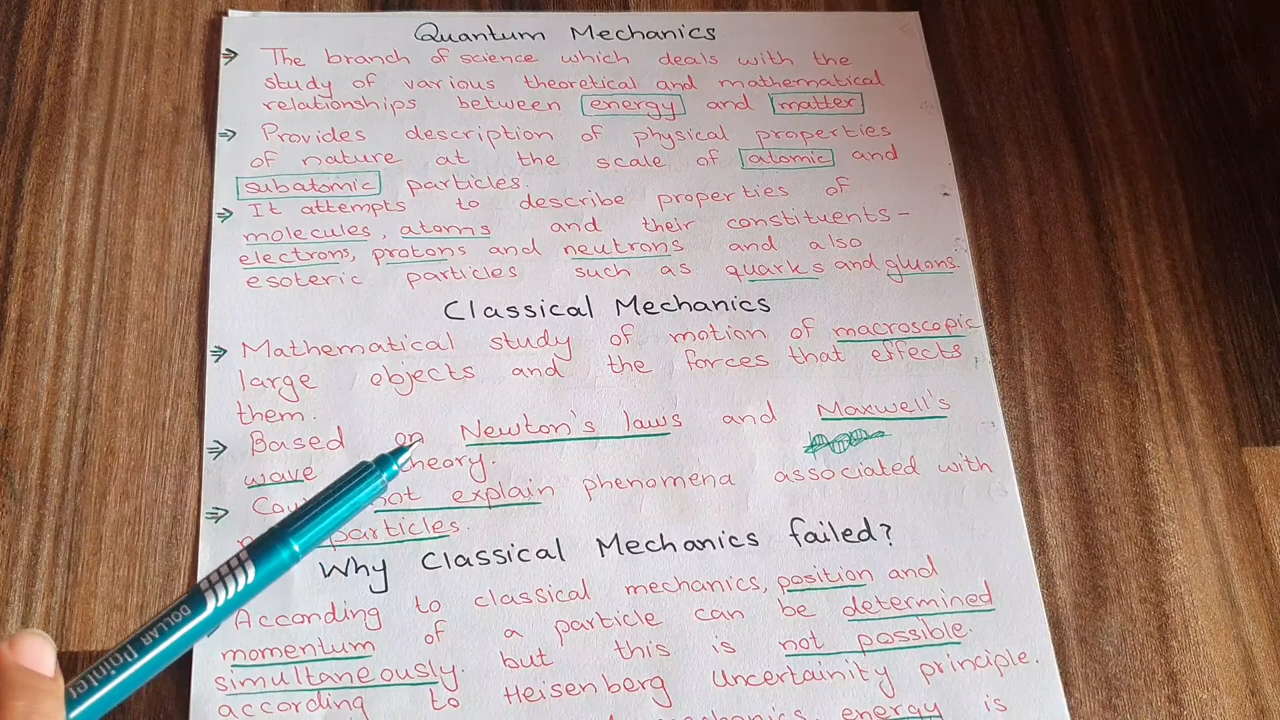 Quantum Mechanics
⇒ The branch of science which deals with the
study of various theoretical and mathematical
relationships between energy and matter
⇒ Provides description of physical properties
of nature at the scale of atomic and
subatomic particles.
⇒ It attempts to describe properties of
molecules, atoms and their constituents-
electrons, protons and neutrons and also
esoteric particles such as quarks and gluons.
Classical Mechanics
⇒ Mathematical study of motion of macroscopic
large objects and the forces that effects
them.
⇒ Based on Newton's laws and Maxwell's
wave theory.
⇒ not explain phenomena associated with
particles.
Why Classical Mechanics failed?
According to classical mechanics, position and
momentum of a particle can be determined
simultaneously. but this is not possible.
according to Heisenberg Uncertainity principle.
mechanics, energy is
DOLLAR Pointer